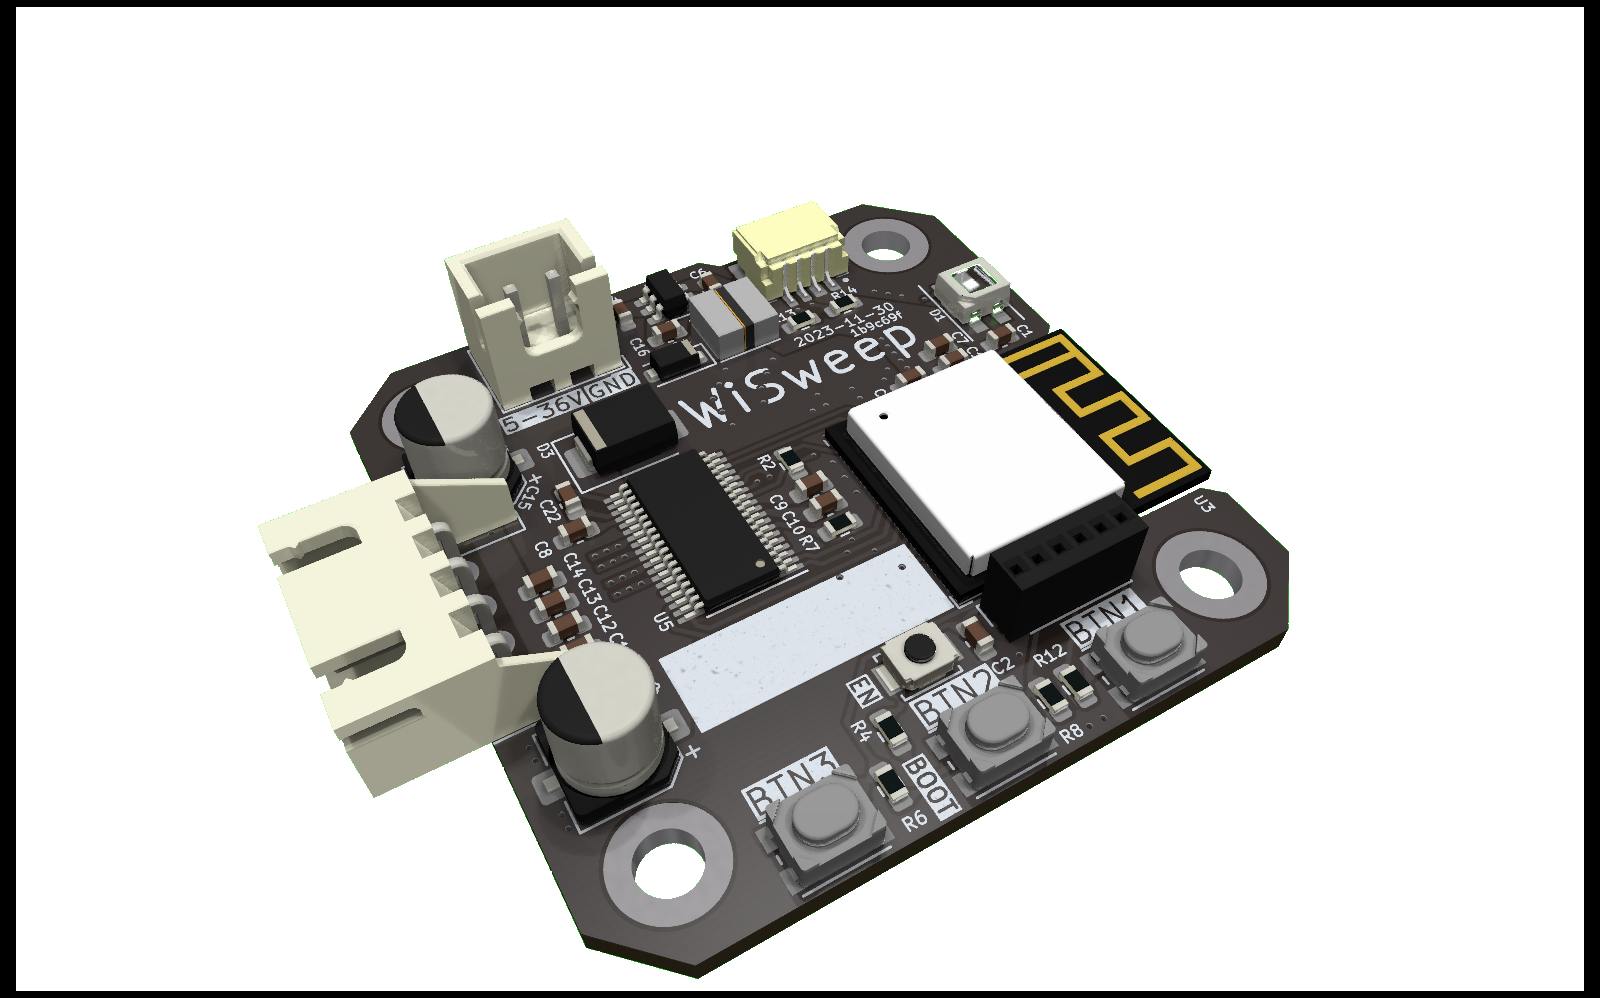 C6
R14
13
2023-11-30
1b9c69f
D1
C1
C7
C16
WiSweep
5-36V
GND
D3
+
C15
C22
R2
C9
C10
R7
C8
C14
C13
C12
U5
U3
BTN1
R12
C2
BTN2
EN
R4
R8
BOOT
R6
+
BTN3